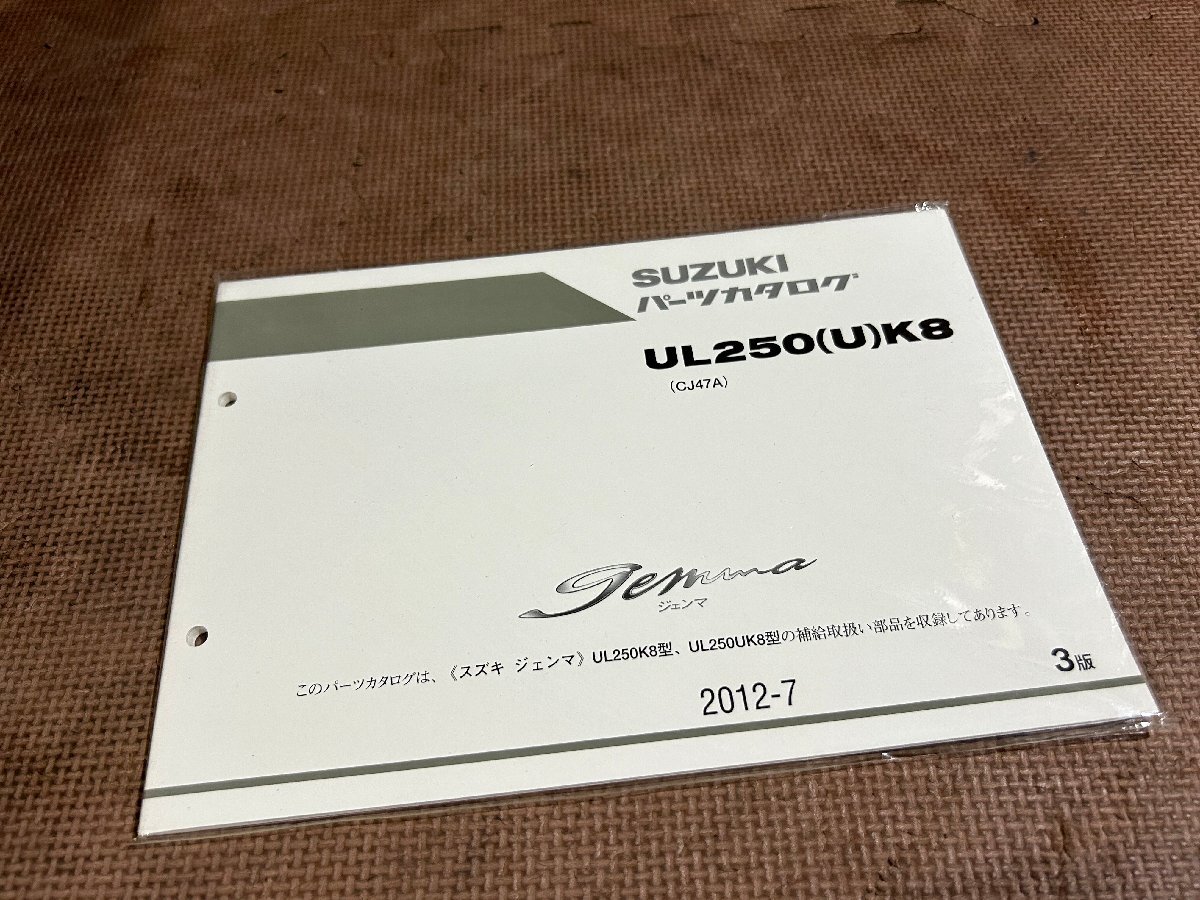 SUZUKI
パーツカタログ
UL250(U)K8
(CJ47A)
Gemma
ジェンマ
このパーツカタログは、《スズキ ジェンマ》UL250K8型、UL250UK8型の補給取扱い部品を収録してあります。
3版
2012-7